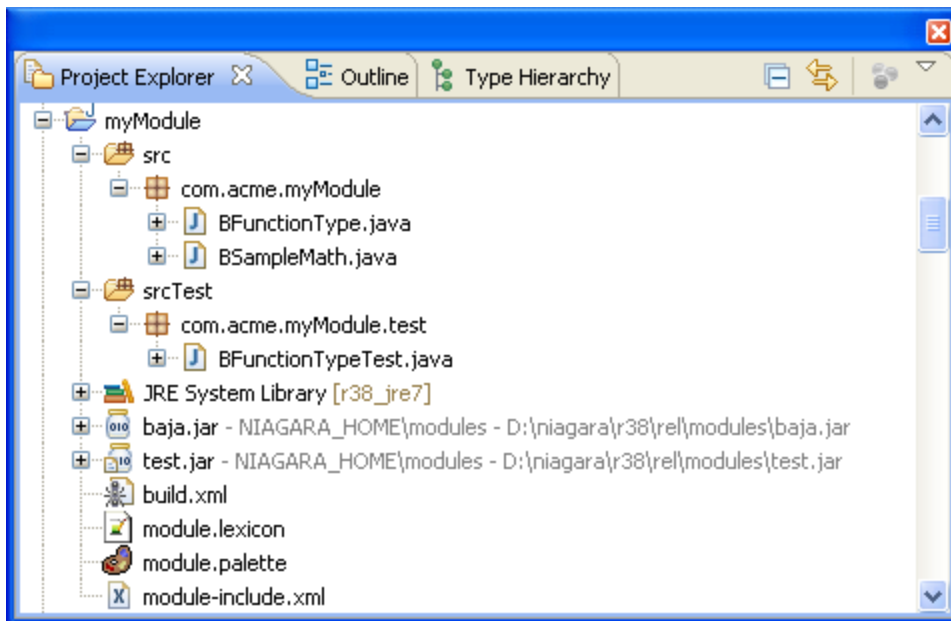 Project Explorer Outline Type Hierarchy
myModule
src
com.acme.myModule
BFunctionType.java
BSampleMath.java
srcTest
com.acme.myModule.test
BFunctionTypeTest.java
JRE System Library [r38_jre7]
baja.jar - NIAGARA_HOME\modules - D:\niagara\r38\rel\modules\baja.jar
test.jar - NIAGARA_HOME\modules - D:\niagara\r38\rel\modules\test.jar
build.xml
module.lexicon
module.palette
module-include.xml